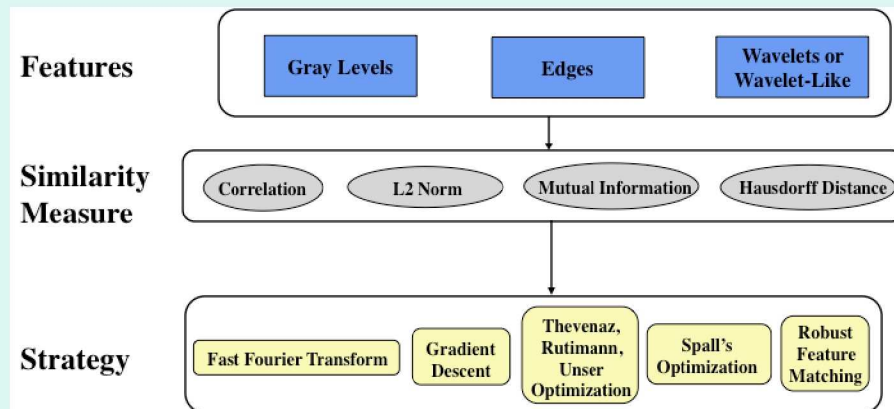 Features
Gray Levels
Edges
Wavelets or
Wavelet-Like
Similarity
Measure
Correlation
L2 Norm
Mutual Information
Hausdorff Distance
Strategy
Fast Fourier Transform
Gradient
Descent
Thevenaz,
Rutimann,
Unser
Optimization
Spall's
Optimization
Robust
Feature
Matching